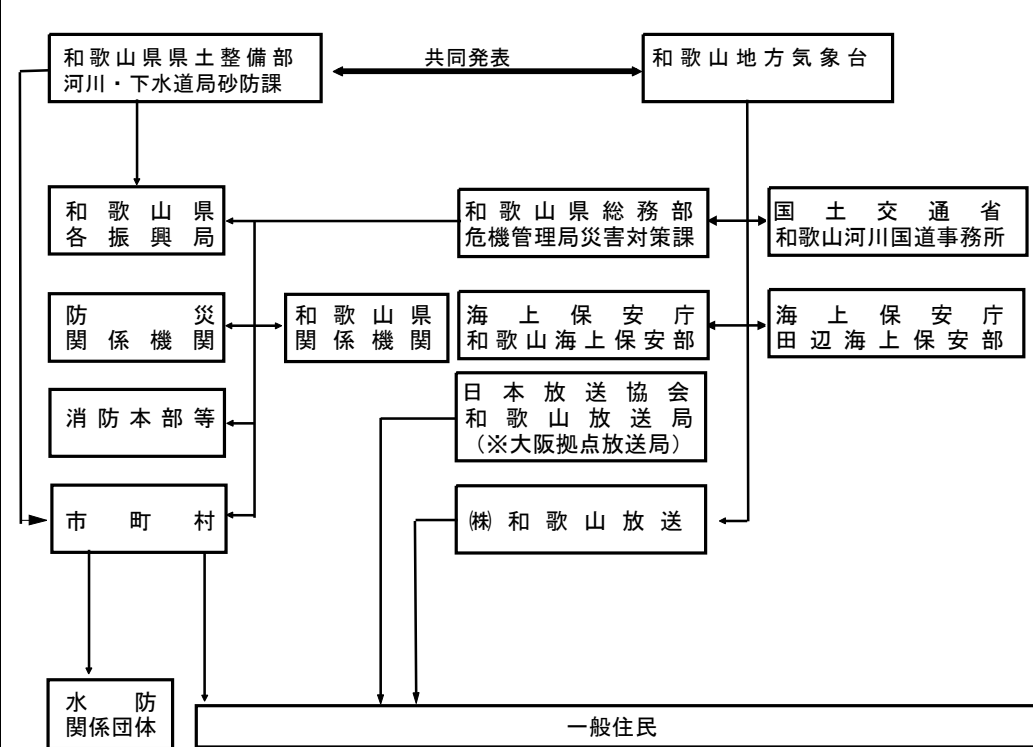 和歌山県県土整備部
河川・下水道局砂防課
共同発表
和歌山地方気象台
和歌山県
各振興局
和歌山県総務部
危機管理局災害対策課
国土交通省
和歌山河川国道事務所
防災
関係機関
和歌山県
関係機関
海上保安庁
和歌山海上保安部
海上保安庁
田辺海上保安部
消防本部等
日本放送協会
和歌山放送局
（※大阪拠点放送局）
市町村
㈱和歌山放送
水防
関係団体
一般住民